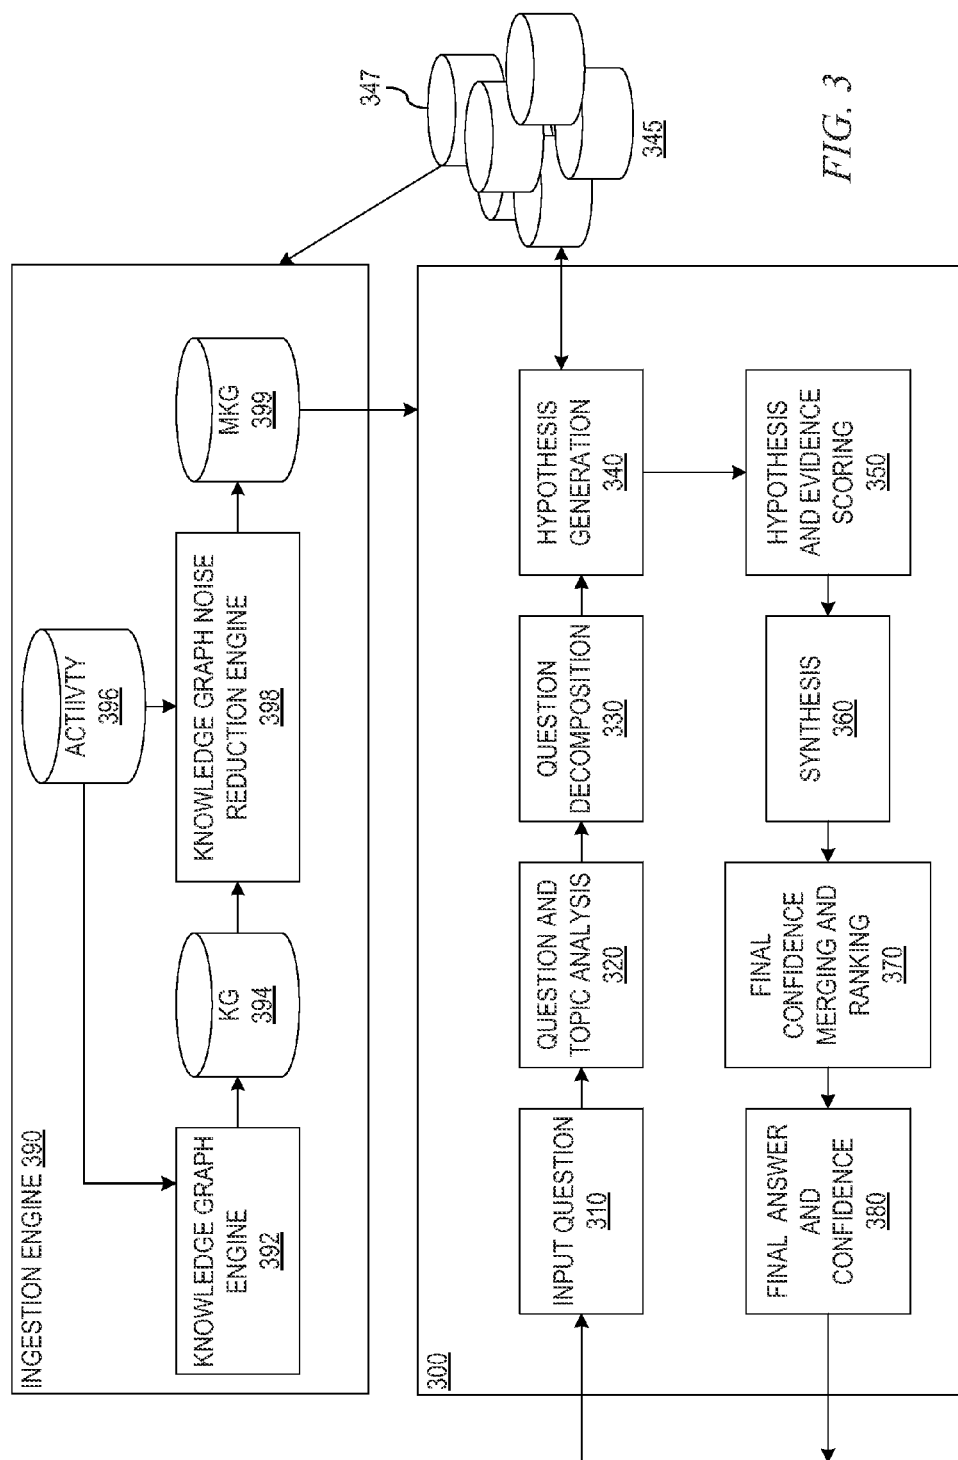 INGESTION ENGINE 390
KNOWLEDGE GRAPH
ENGINE
392
KG
394
ACTIIVTY
396
KNOWLEDGE GRAPH NOISE
REDUCTION ENGINE
398
MKG
399
347
345
300
INPUT QUESTION
310
QUESTION AND
TOPIC ANALYSIS
320
QUESTION
DECOMPOSITION
330
HYPOTHESIS
GENERATION
340
FINAL ANSWER
AND
CONFIDENCE
380
FINAL
CONFIDENCE
MERGING AND
RANKING
370
SYNTHESIS
360
HYPOTHESIS
AND EVIDENCE
SCORING
350
FIG. 3